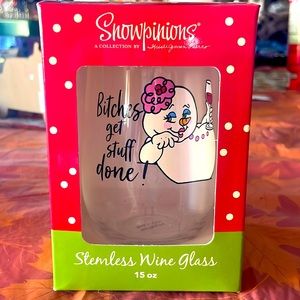 Snowpinions®
A COLLECTION BY
Bitches
get
stuff
done!
Stemless Wine Glass
15 oz